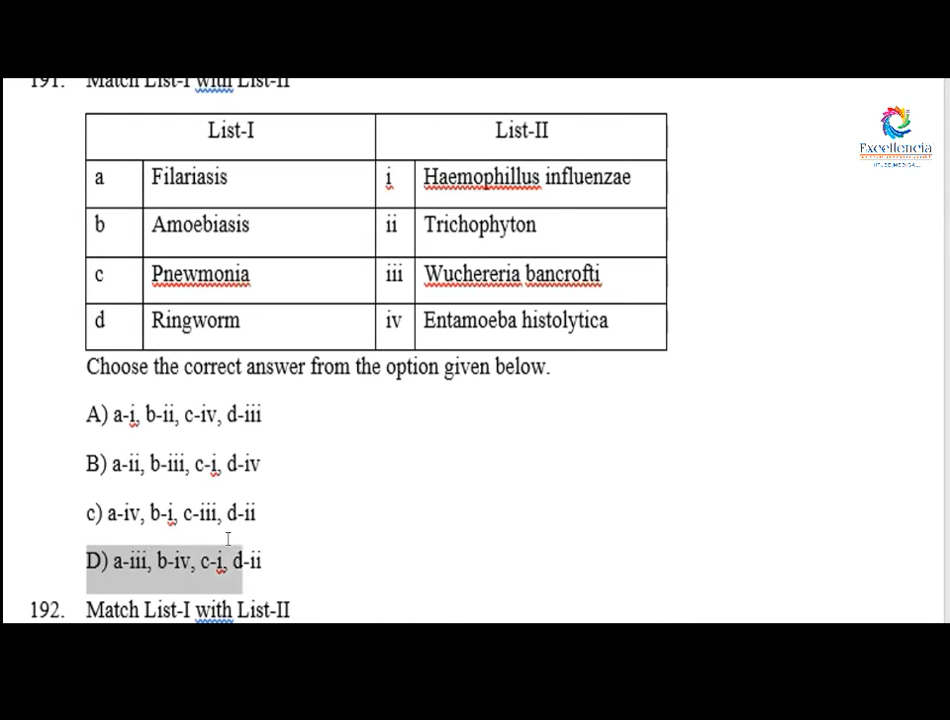 191. Match List-I with List-II
Excellencia
List-I List-II
a Filariasis i Haemophillus influenzae
b Amoebiasis ii Trichophyton
c Pnewmonia iii Wuchereria bancrofti
d Ringworm iv Entamoeba histolytica
Choose the correct answer from the option given below.
A) a-i, b-ii, c-iv, d-iii
B) a-ii, b-iii, c-i, d-iv
c) a-iv, b-i, c-iii, d-ii
D) a-iii, b-iv, c-i, d-ii
192. Match List-I with List-II